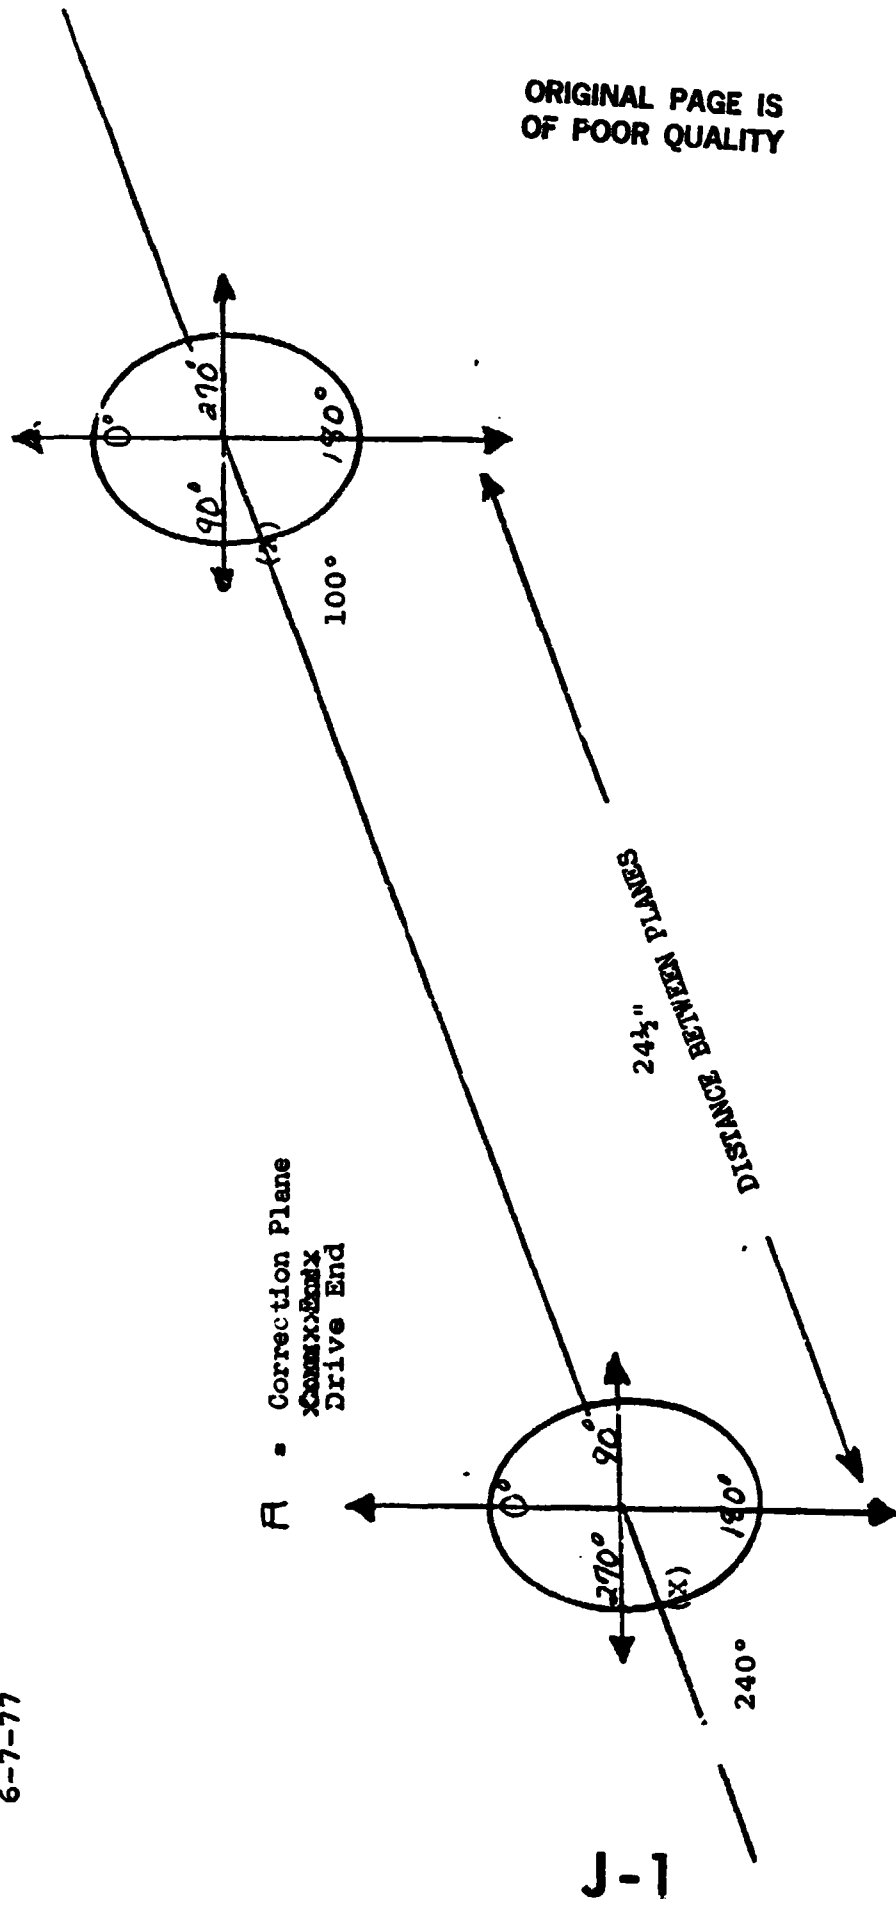 ORIGINAL PAGE IS
OF POOR QUALITY
6-7-77
A = Correction Plane
Drive End
0°
90°
270°
180°
(X)
240°
0°
90°
270°
180°
(X)
100°
24½"
DISTANCE BETWEEN PLANES
J-1